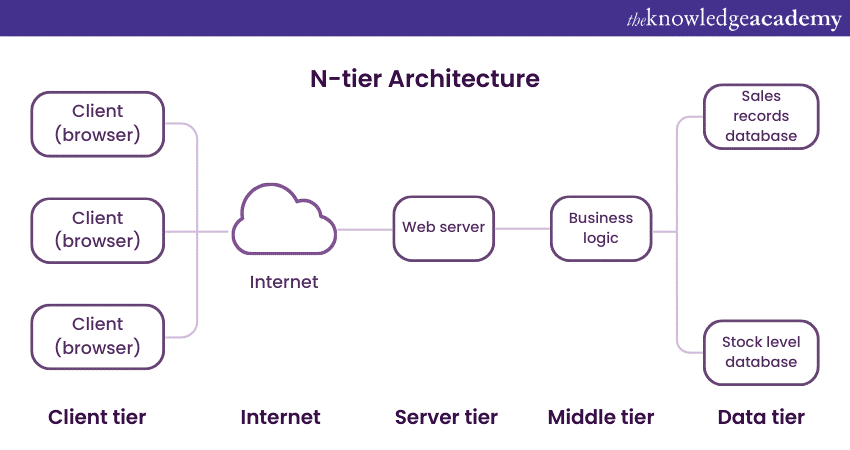 theknowledgeacademy
N-tier Architecture
Client
(browser)
Client
(browser)
Client
(browser)
Internet
Web server
Business
logic
Sales
records
database
Stock level
database
Client tier
Internet
Server tier
Middle tier
Data tier